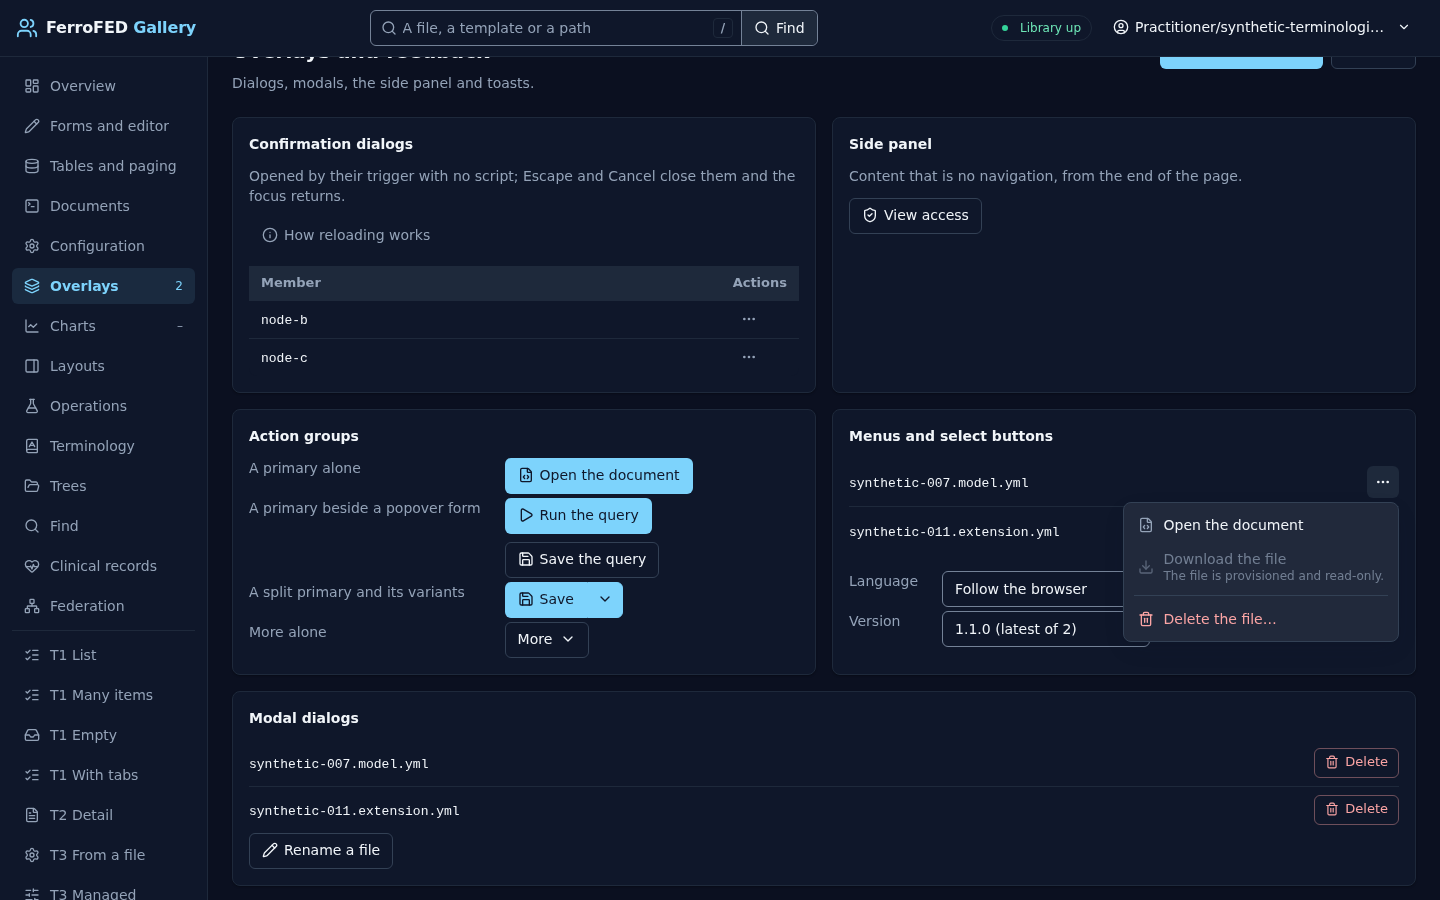 FerroFED Gallery
A file, a template or a path
/
Find
Library up
Practitioner/synthetic-terminologi…
Overview
Forms and editor
Tables and paging
Documents
Configuration
Overlays
2
Charts
–
Layouts
Operations
Terminology
Trees
Find
Clinical records
Federation
T1 List
T1 Many items
T1 Empty
T1 With tabs
T2 Detail
T3 From a file
T3 Managed
Overlays and feedback
Dialogs, modals, the side panel and toasts.
Confirmation dialogs
Opened by their trigger with no script; Escape and Cancel close them and the
focus returns.
How reloading works
Member
Actions
node-b
node-c
Side panel
Content that is no navigation, from the end of the page.
View access
Action groups
A primary alone
Open the document
A primary beside a popover form
Run the query
Save the query
A split primary and its variants
Save
More alone
More
Menus and select buttons
synthetic-007.model.yml
synthetic-011.extension.yml
Language
Follow the browser
Version
1.1.0 (latest of 2)
Open the document
Download the file
The file is provisioned and read-only.
Delete the file…
Modal dialogs
synthetic-007.model.yml
Delete
synthetic-011.extension.yml
Delete
Rename a file